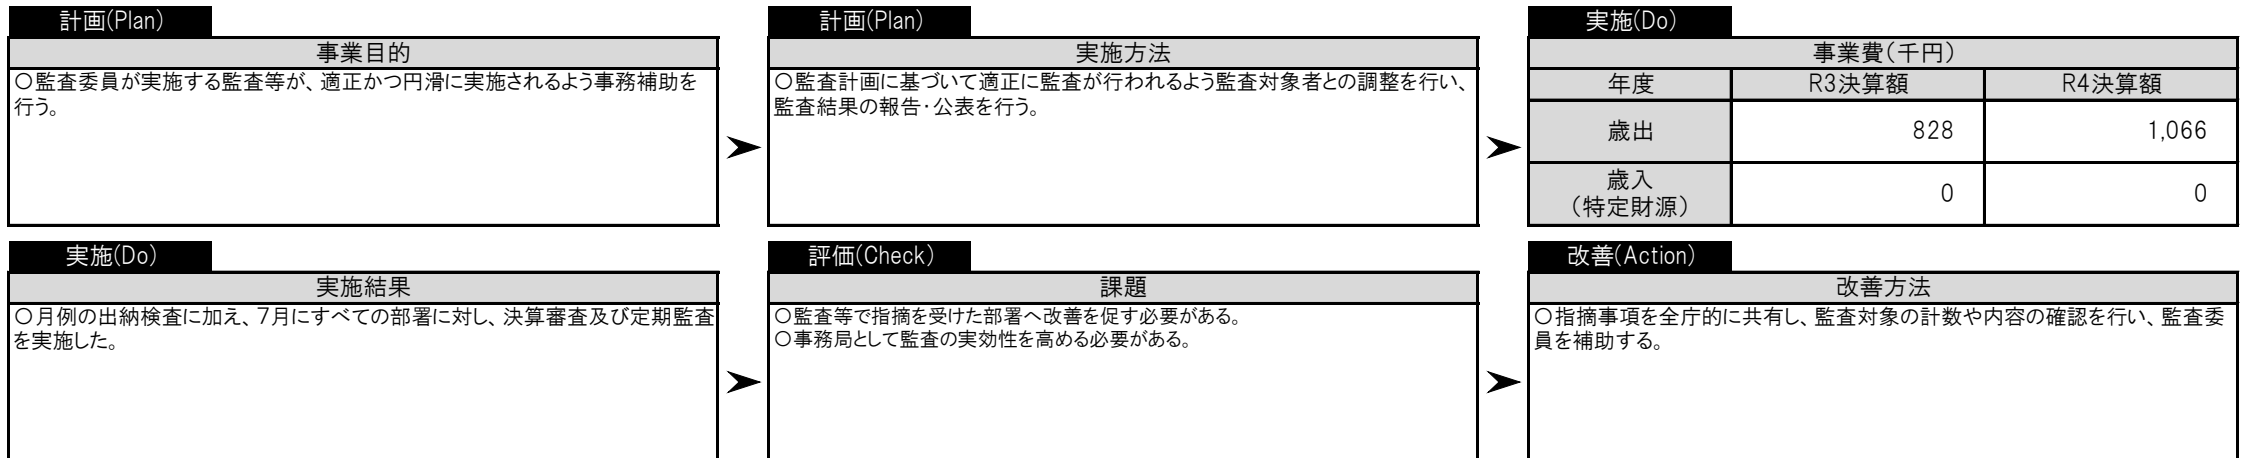 計画(Plan)
事業目的
○監査委員が実施する監査等が、適正かつ円滑に実施されるよう事務補助を
行う。
計画(Plan)
実施方法
○監査計画に基づいて適正に監査が行われるよう監査対象者との調整を行い、
監査結果の報告・公表を行う。
実施(Do)
事業費(千円)
年度 R3決算額 R4決算額
歳出 828 1,066
歳入
(特定財源) 0 0
実施(Do)
実施結果
○月例の出納検査に加え、7月にすべての部署に対し、決算審査及び定期監査
を実施した。
評価(Check)
課題
○監査等で指摘を受けた部署へ改善を促す必要がある。
○事務局として監査の実効性を高める必要がある。
改善(Action)
改善方法
○指摘事項を全庁的に共有し、監査対象の計数や内容の確認を行い、監査委
員を補助する。